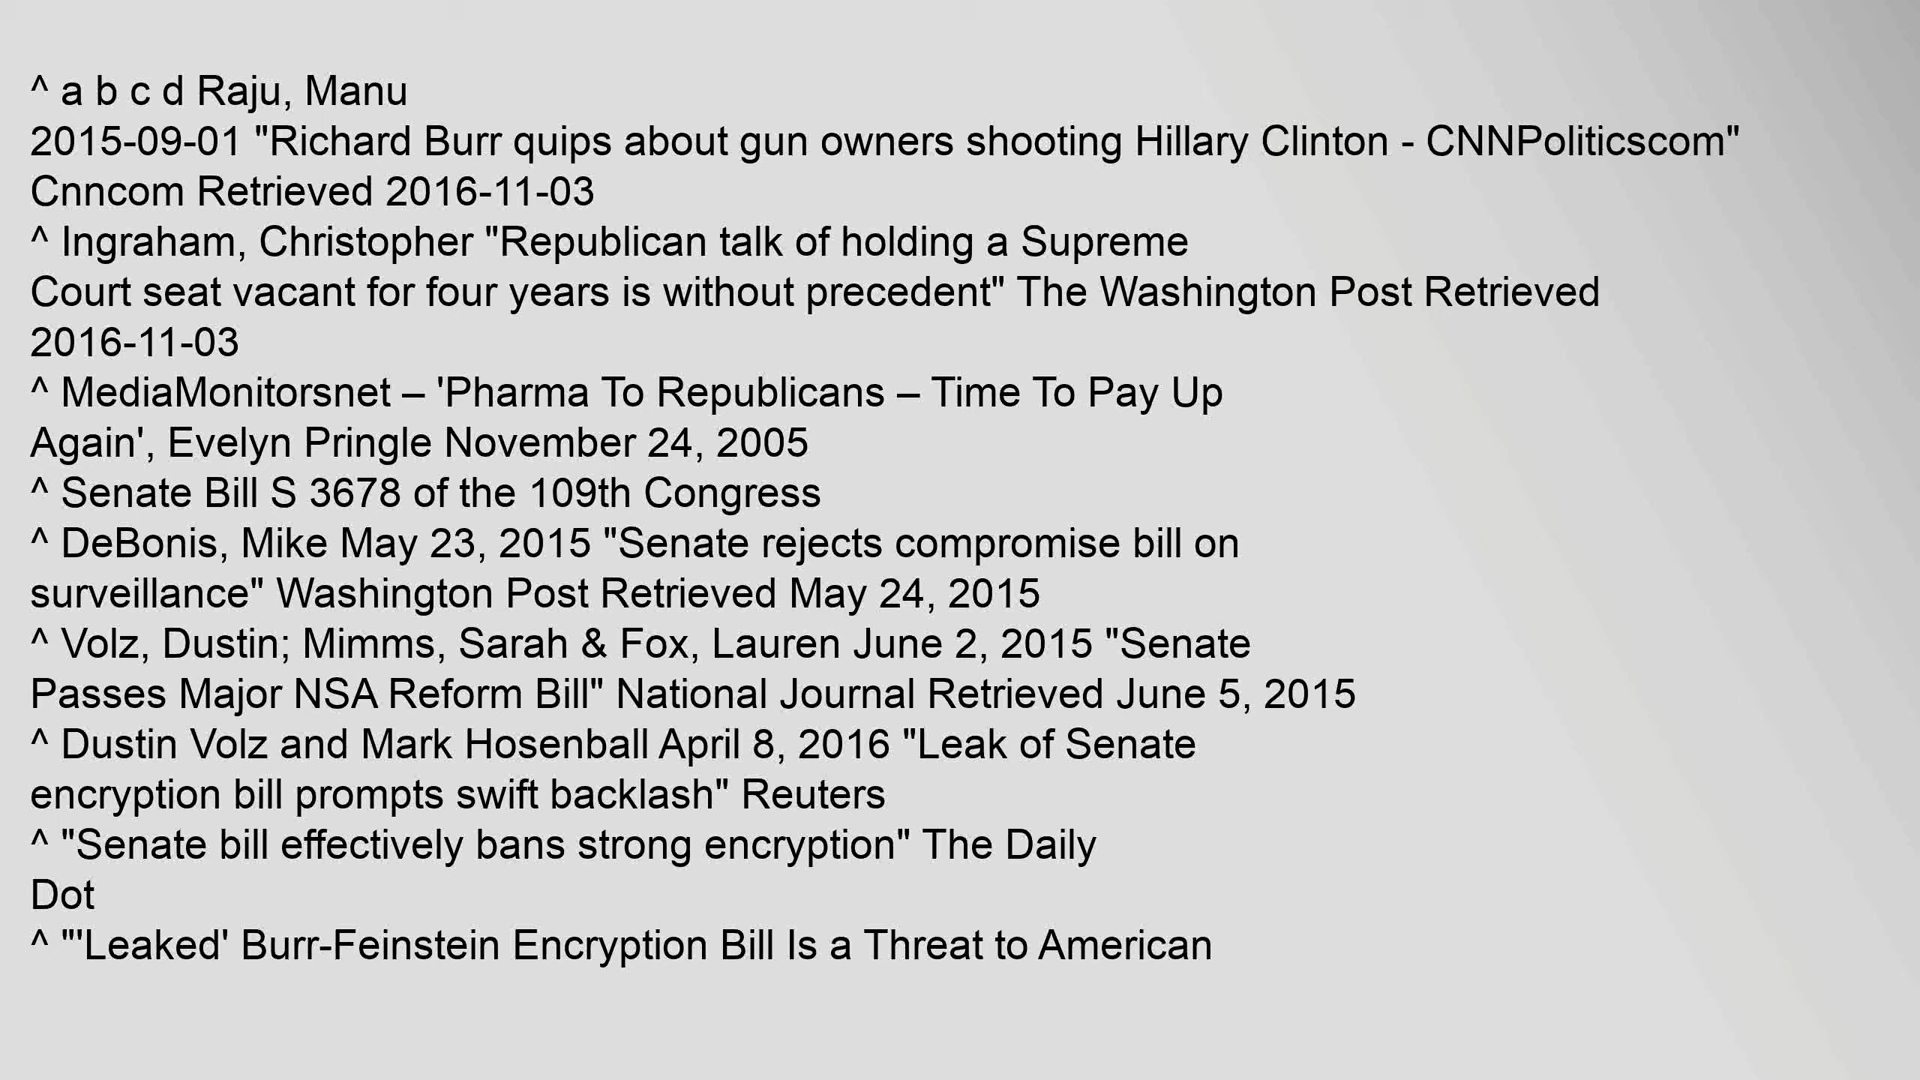 ^ a b c d Raju, Manu
2015-09-01 "Richard Burr quips about gun owners shooting Hillary Clinton - CNNPoliticscom"
Cnncom Retrieved 2016-11-03
^ Ingraham, Christopher "Republican talk of holding a Supreme
Court seat vacant for four years is without precedent" The Washington Post Retrieved
2016-11-03
^ MediaMonitorsnet – 'Pharma To Republicans – Time To Pay Up
Again', Evelyn Pringle November 24, 2005
^ Senate Bill S 3678 of the 109th Congress
^ DeBonis, Mike May 23, 2015 "Senate rejects compromise bill on
surveillance" Washington Post Retrieved May 24, 2015
^ Volz, Dustin; Mimms, Sarah & Fox, Lauren June 2, 2015 "Senate
Passes Major NSA Reform Bill" National Journal Retrieved June 5, 2015
^ Dustin Volz and Mark Hosenball April 8, 2016 "Leak of Senate
encryption bill prompts swift backlash" Reuters
^ "Senate bill effectively bans strong encryption" The Daily
Dot
^ "'Leaked' Burr-Feinstein Encryption Bill Is a Threat to American